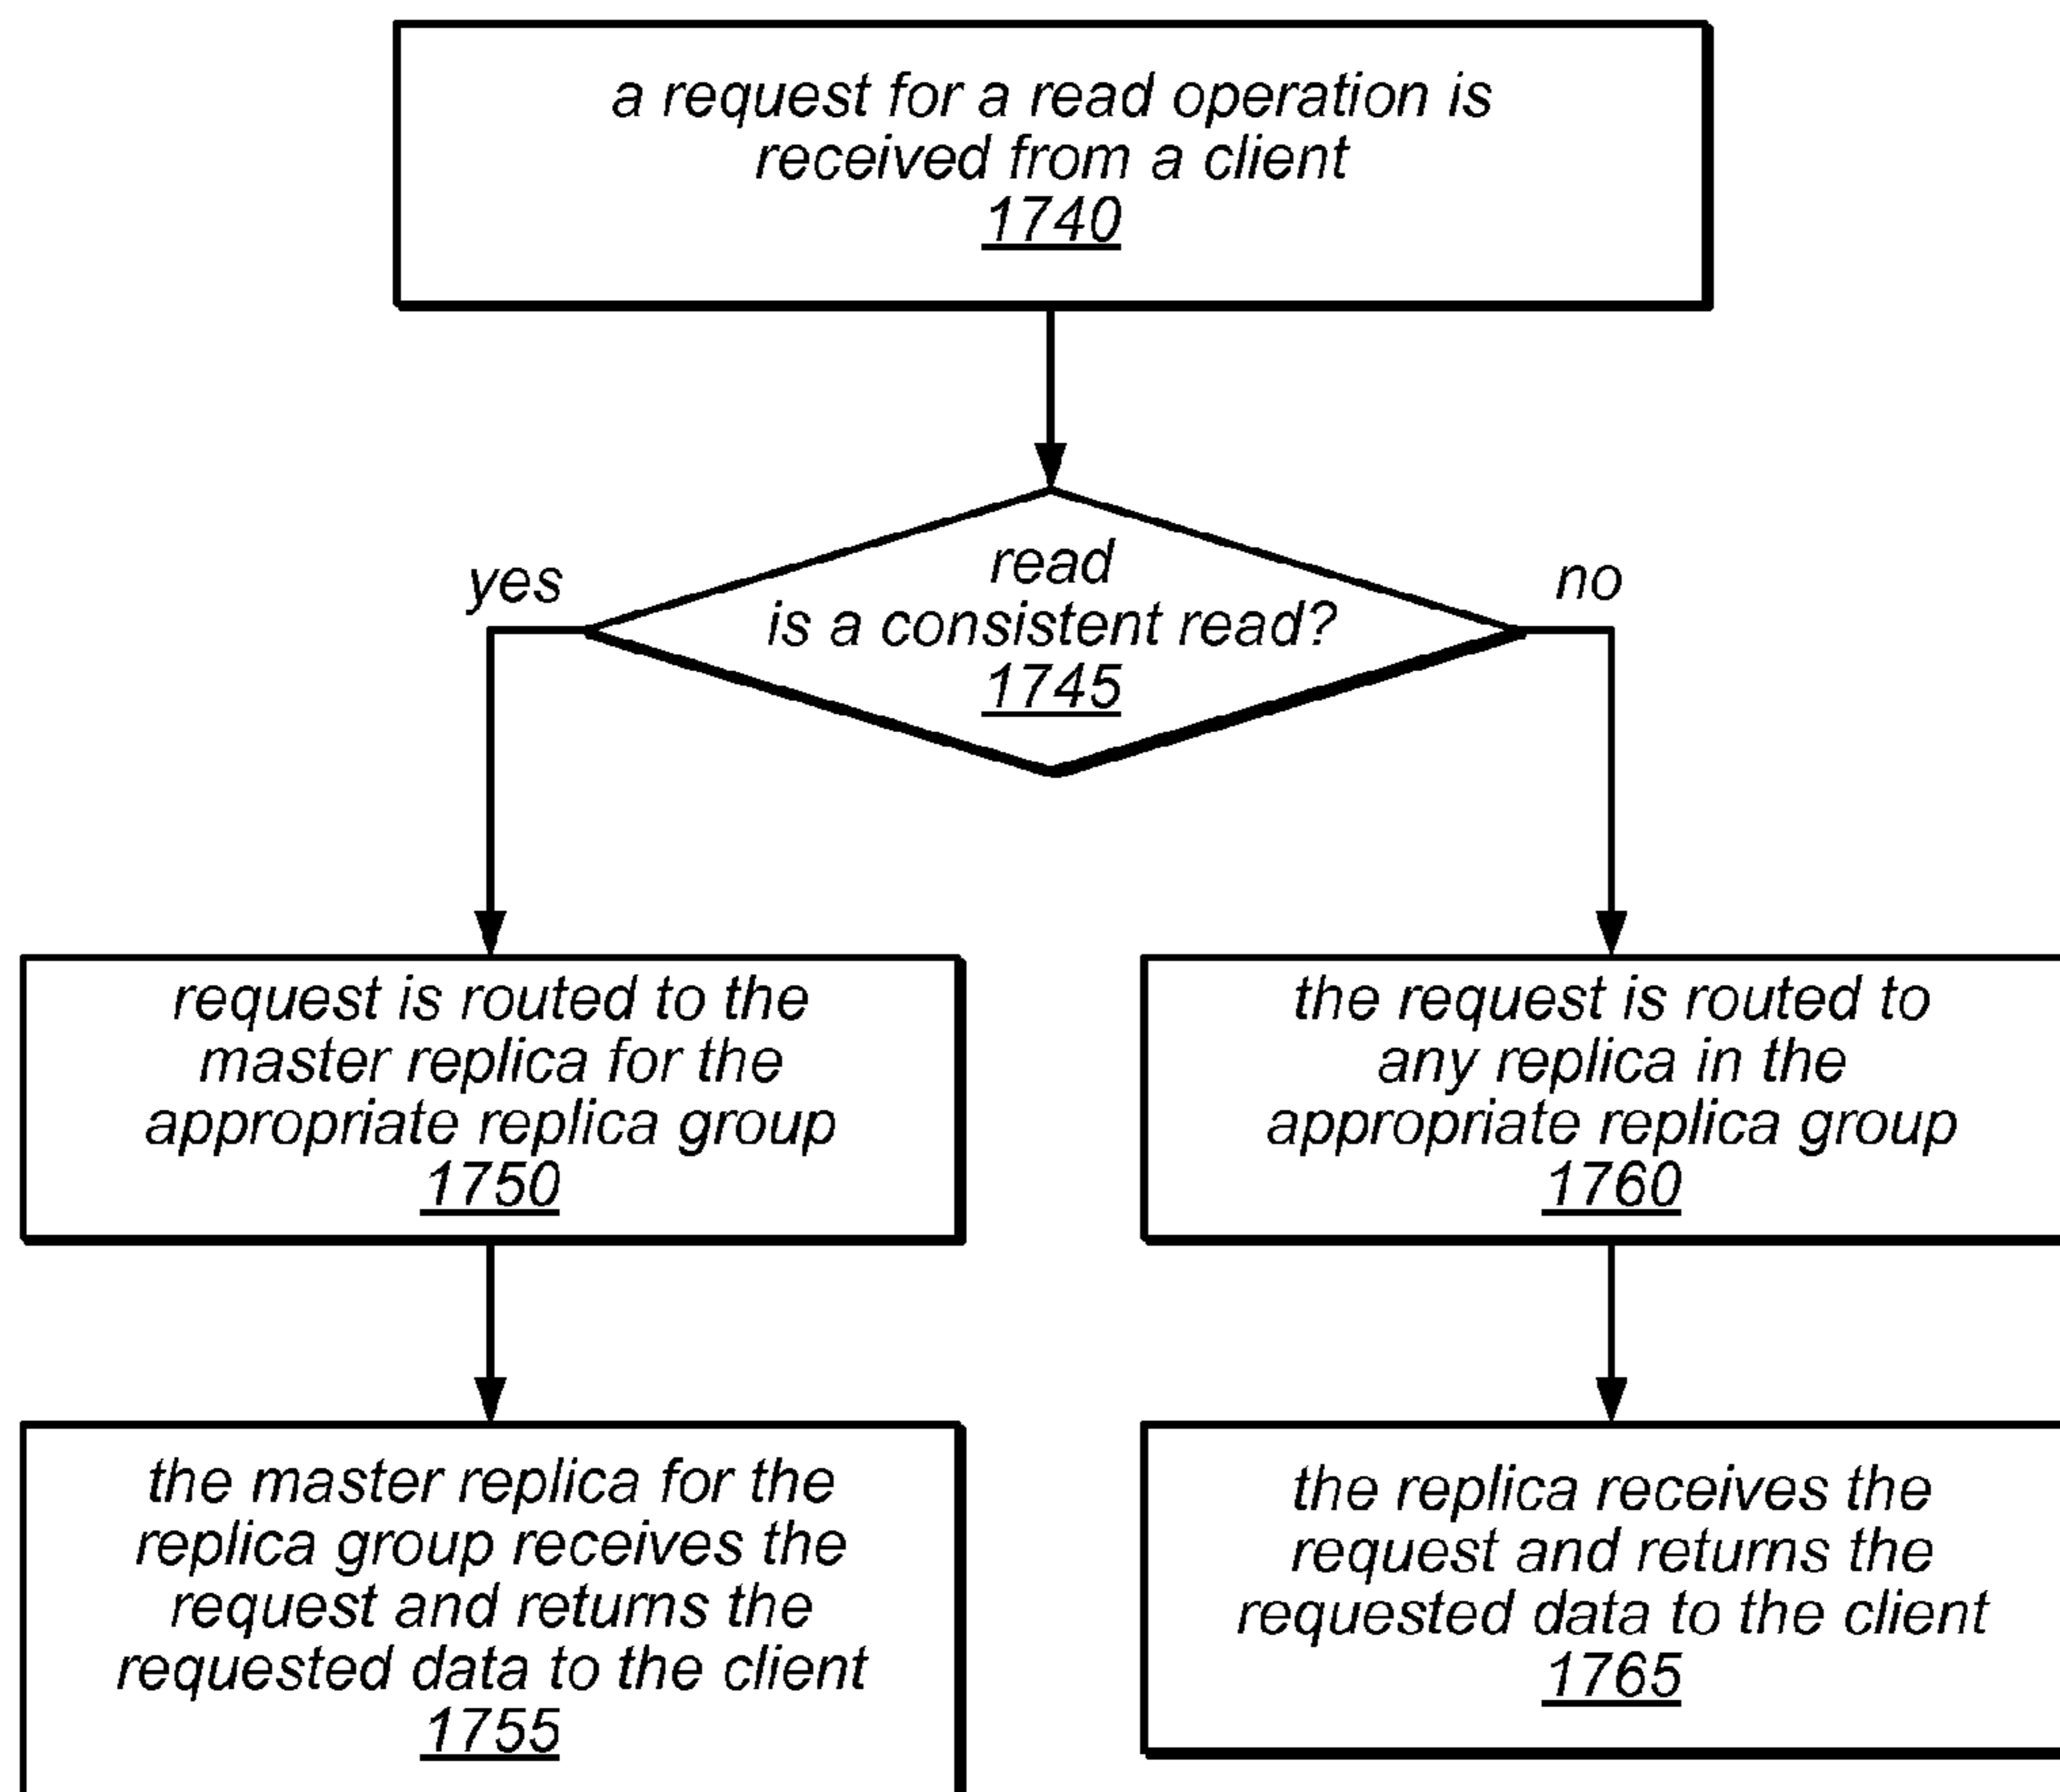 a request for a read operation is
received from a client
1740
read
is a consistent read?
1745
yes
no
request is routed to the
master replica for the
appropriate replica group
1750
the request is routed to
any replica in the
appropriate replica group
1760
the master replica for the
replica group receives the
request and returns the
requested data to the client
1755
the replica receives the
request and returns the
requested data to the client
1765